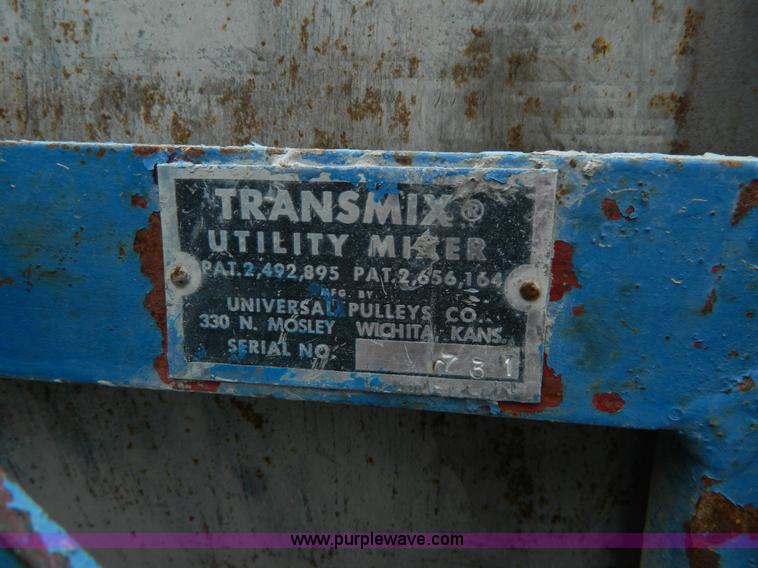 TRANSMIX®
UTILITY MIXER
PAT.2,492,895 PAT.2,656,164
MFG. BY
UNIVERSAL PULLEYS CO.
330 N. MOSLEY WICHITA, KANS.
SERIAL NO. 781
www.purplewave.com